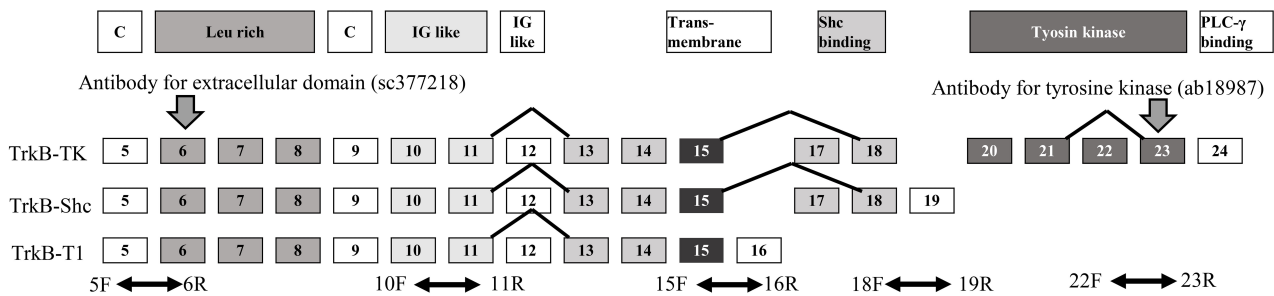 C Leu rich C IG like IG like Trans-membrane Shc binding Tyosin kinase PLC-γ binding
Antibody for extracellular domain (sc377218) Antibody for tyrosine kinase (ab18987)
TrkB-TK 5 6 7 8 9 10 11 12 13 14 15 17 18 20 21 22 23 24
TrkB-Shc 5 6 7 8 9 10 11 12 13 14 15 17 18 19
TrkB-T1 5 6 7 8 9 10 11 12 13 14 15 16
5F 6R 10F 11R 15F 16R 18F 19R 22F 23R